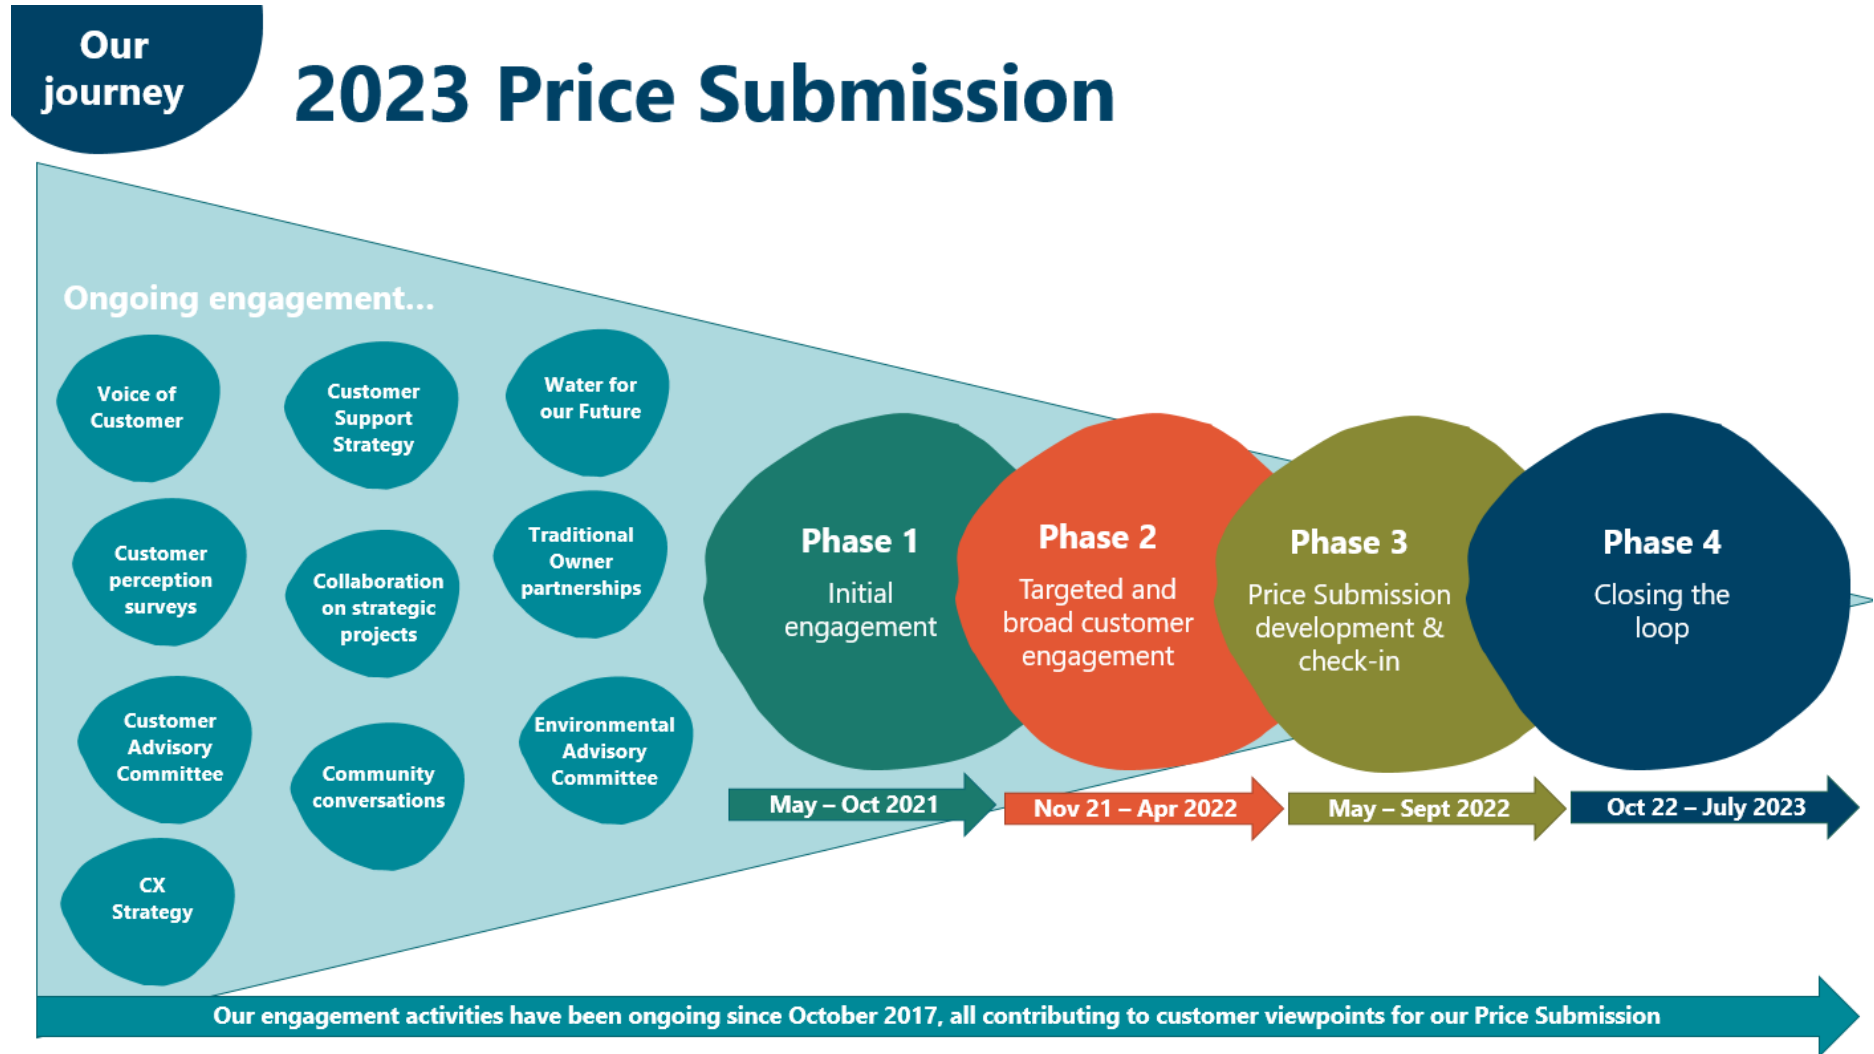 Our
journey
2023 Price Submission
Ongoing engagement...
Voice of
Customer
Customer
Support
Strategy
Water for
our Future
Customer
perception
surveys
Collaboration
on strategic
projects
Traditional
Owner
partnerships
Customer
Advisory
Committee
Community
conversations
Environmental
Advisory
Committee
CX
Strategy
Phase 1
Initial
engagement
May – Oct 2021
Phase 2
Targeted and
broad customer
engagement
Nov 21 – Apr 2022
Phase 3
Price Submission
development &
check-in
May – Sept 2022
Phase 4
Closing the
loop
Oct 22 – July 2023
Our engagement activities have been ongoing since October 2017, all contributing to customer viewpoints for our Price Submission